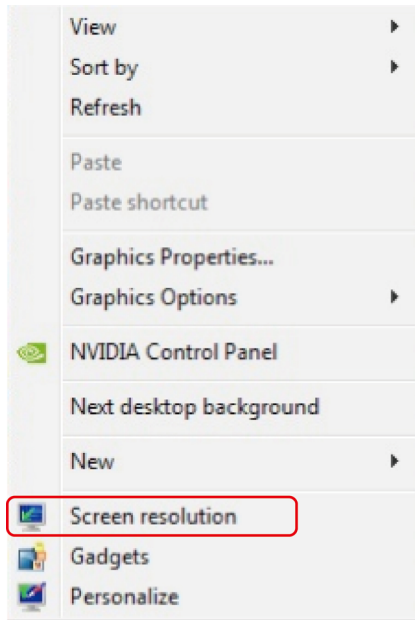 View
Sort by
Refresh
Paste
Paste shortcut
Graphics Properties...
Graphics Options
NVIDIA Control Panel
Next desktop background
New
Screen resolution
Gadgets
Personalize